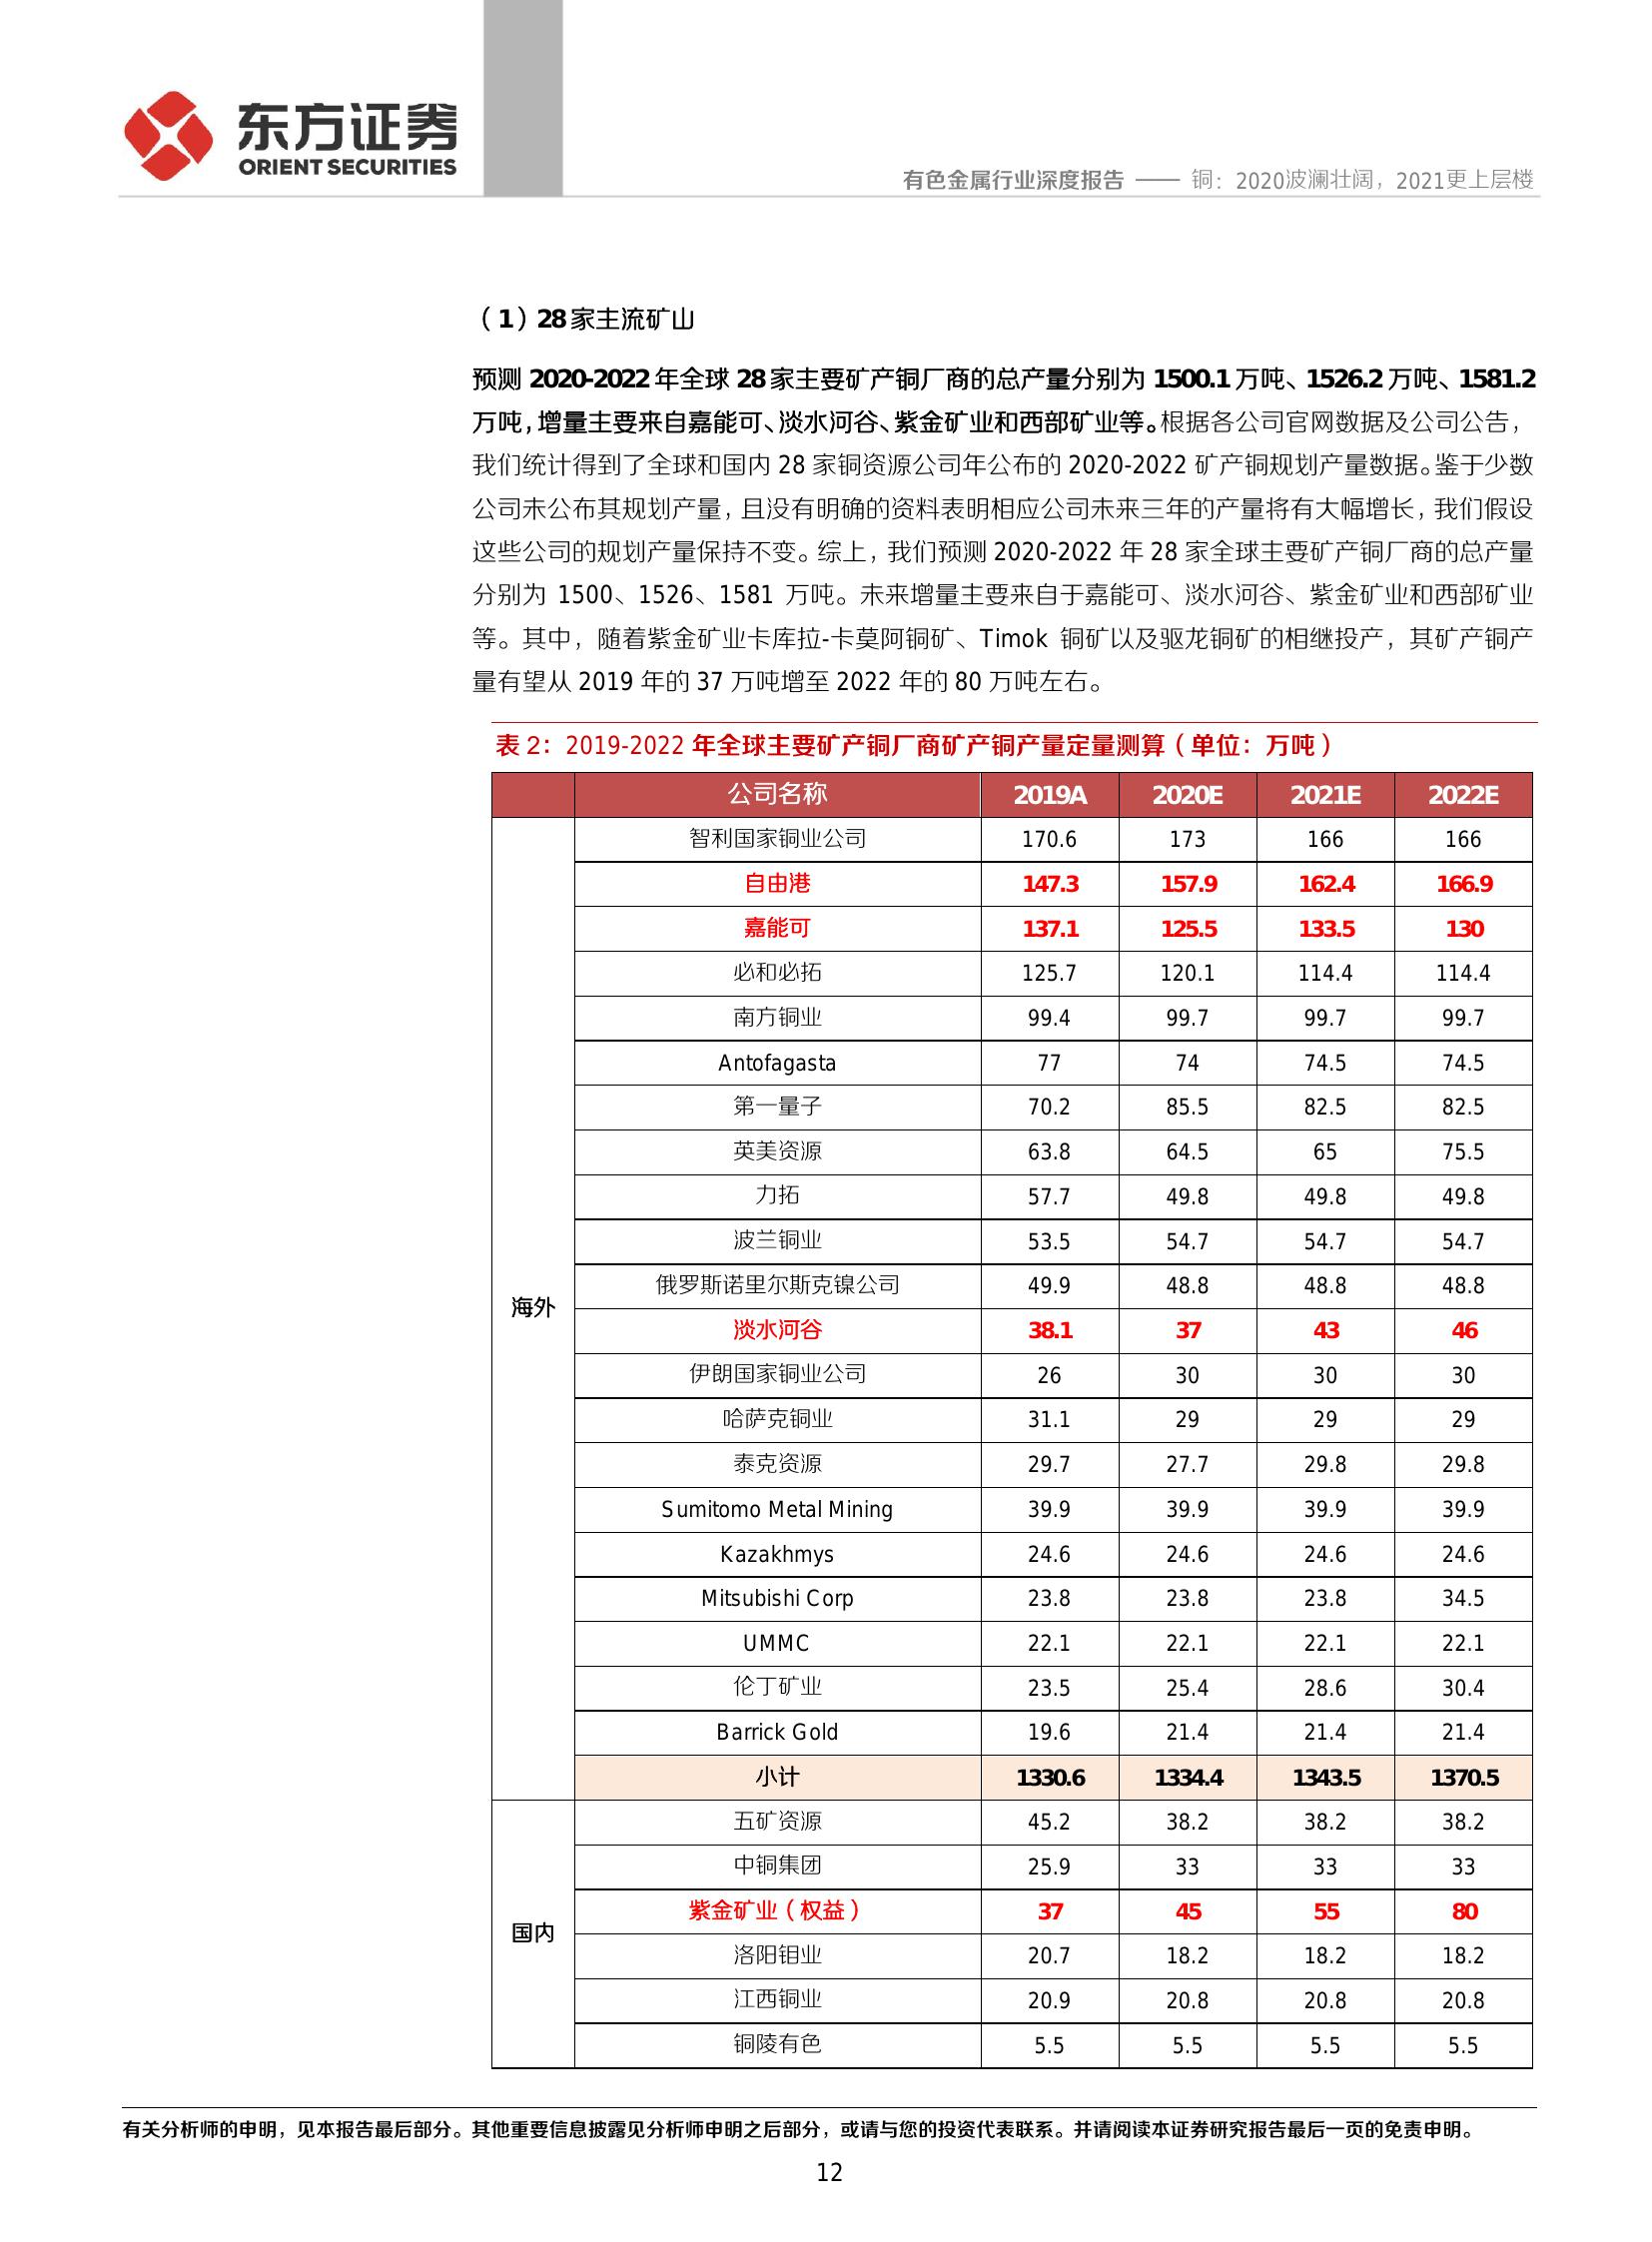 东方证券
ORIENT SECURITIES
有色金属行业深度报告 —— 铜：2020波澜壮阔，2021更上层楼
（1）28家主流矿山
预测 2020-2022 年全球 28 家主要矿产铜厂商的总产量分别为 1500.1 万吨、1526.2 万吨、1581.2
万吨，增量主要来自嘉能可、淡水河谷、紫金矿业和西部矿业等。根据各公司官网数据及公司公告，
我们统计得到了全球和国内 28 家铜资源公司年公布的 2020-2022 矿产铜规划产量数据。鉴于少数
公司未公布其规划产量，且没有明确的资料表明相应公司未来三年的产量将有大幅增长，我们假设
这些公司的规划产量保持不变。综上，我们预测 2020-2022 年 28 家全球主要矿产铜厂商的总产量
分别为 1500、1526、1581 万吨。未来增量主要来自于嘉能可、淡水河谷、紫金矿业和西部矿业
等。其中，随着紫金矿业卡库拉-卡莫阿铜矿、Timok 铜矿以及驱龙铜矿的相继投产，其矿产铜产
量有望从 2019 年的 37 万吨增至 2022 年的 80 万吨左右。
表 2：2019-2022 年全球主要矿产铜厂商矿产铜产量定量测算（单位：万吨）
公司名称 2019A 2020E 2021E 2022E
海外
智利国家铜业公司 170.6 173 166 166
自由港 147.3 157.9 162.4 166.9
嘉能可 137.1 125.5 133.5 130
必和必拓 125.7 120.1 114.4 114.4
南方铜业 99.4 99.7 99.7 99.7
Antofagasta 77 74 74.5 74.5
第一量子 70.2 85.5 82.5 82.5
英美资源 63.8 64.5 65 75.5
力拓 57.7 49.8 49.8 49.8
波兰铜业 53.5 54.7 54.7 54.7
俄罗斯诺里尔斯克镍公司 49.9 48.8 48.8 48.8
淡水河谷 38.1 37 43 46
伊朗国家铜业公司 26 30 30 30
哈萨克铜业 31.1 29 29 29
泰克资源 29.7 27.7 29.8 29.8
Sumitomo Metal Mining 39.9 39.9 39.9 39.9
Kazakhmys 24.6 24.6 24.6 24.6
Mitsubishi Corp 23.8 23.8 23.8 34.5
UMMC 22.1 22.1 22.1 22.1
伦丁矿业 23.5 25.4 28.6 30.4
Barrick Gold 19.6 21.4 21.4 21.4
小计 1330.6 1334.4 1343.5 1370.5
国内
五矿资源 45.2 38.2 38.2 38.2
中铜集团 25.9 33 33 33
紫金矿业（权益） 37 45 55 80
洛阳钼业 20.7 18.2 18.2 18.2
江西铜业 20.9 20.8 20.8 20.8
铜陵有色 5.5 5.5 5.5 5.5
有关分析师的申明，见本报告最后部分。其他重要信息披露见分析师申明之后部分，或请与您的投资代表联系。并请阅读本证券研究报告最后一页的免责申明。
12